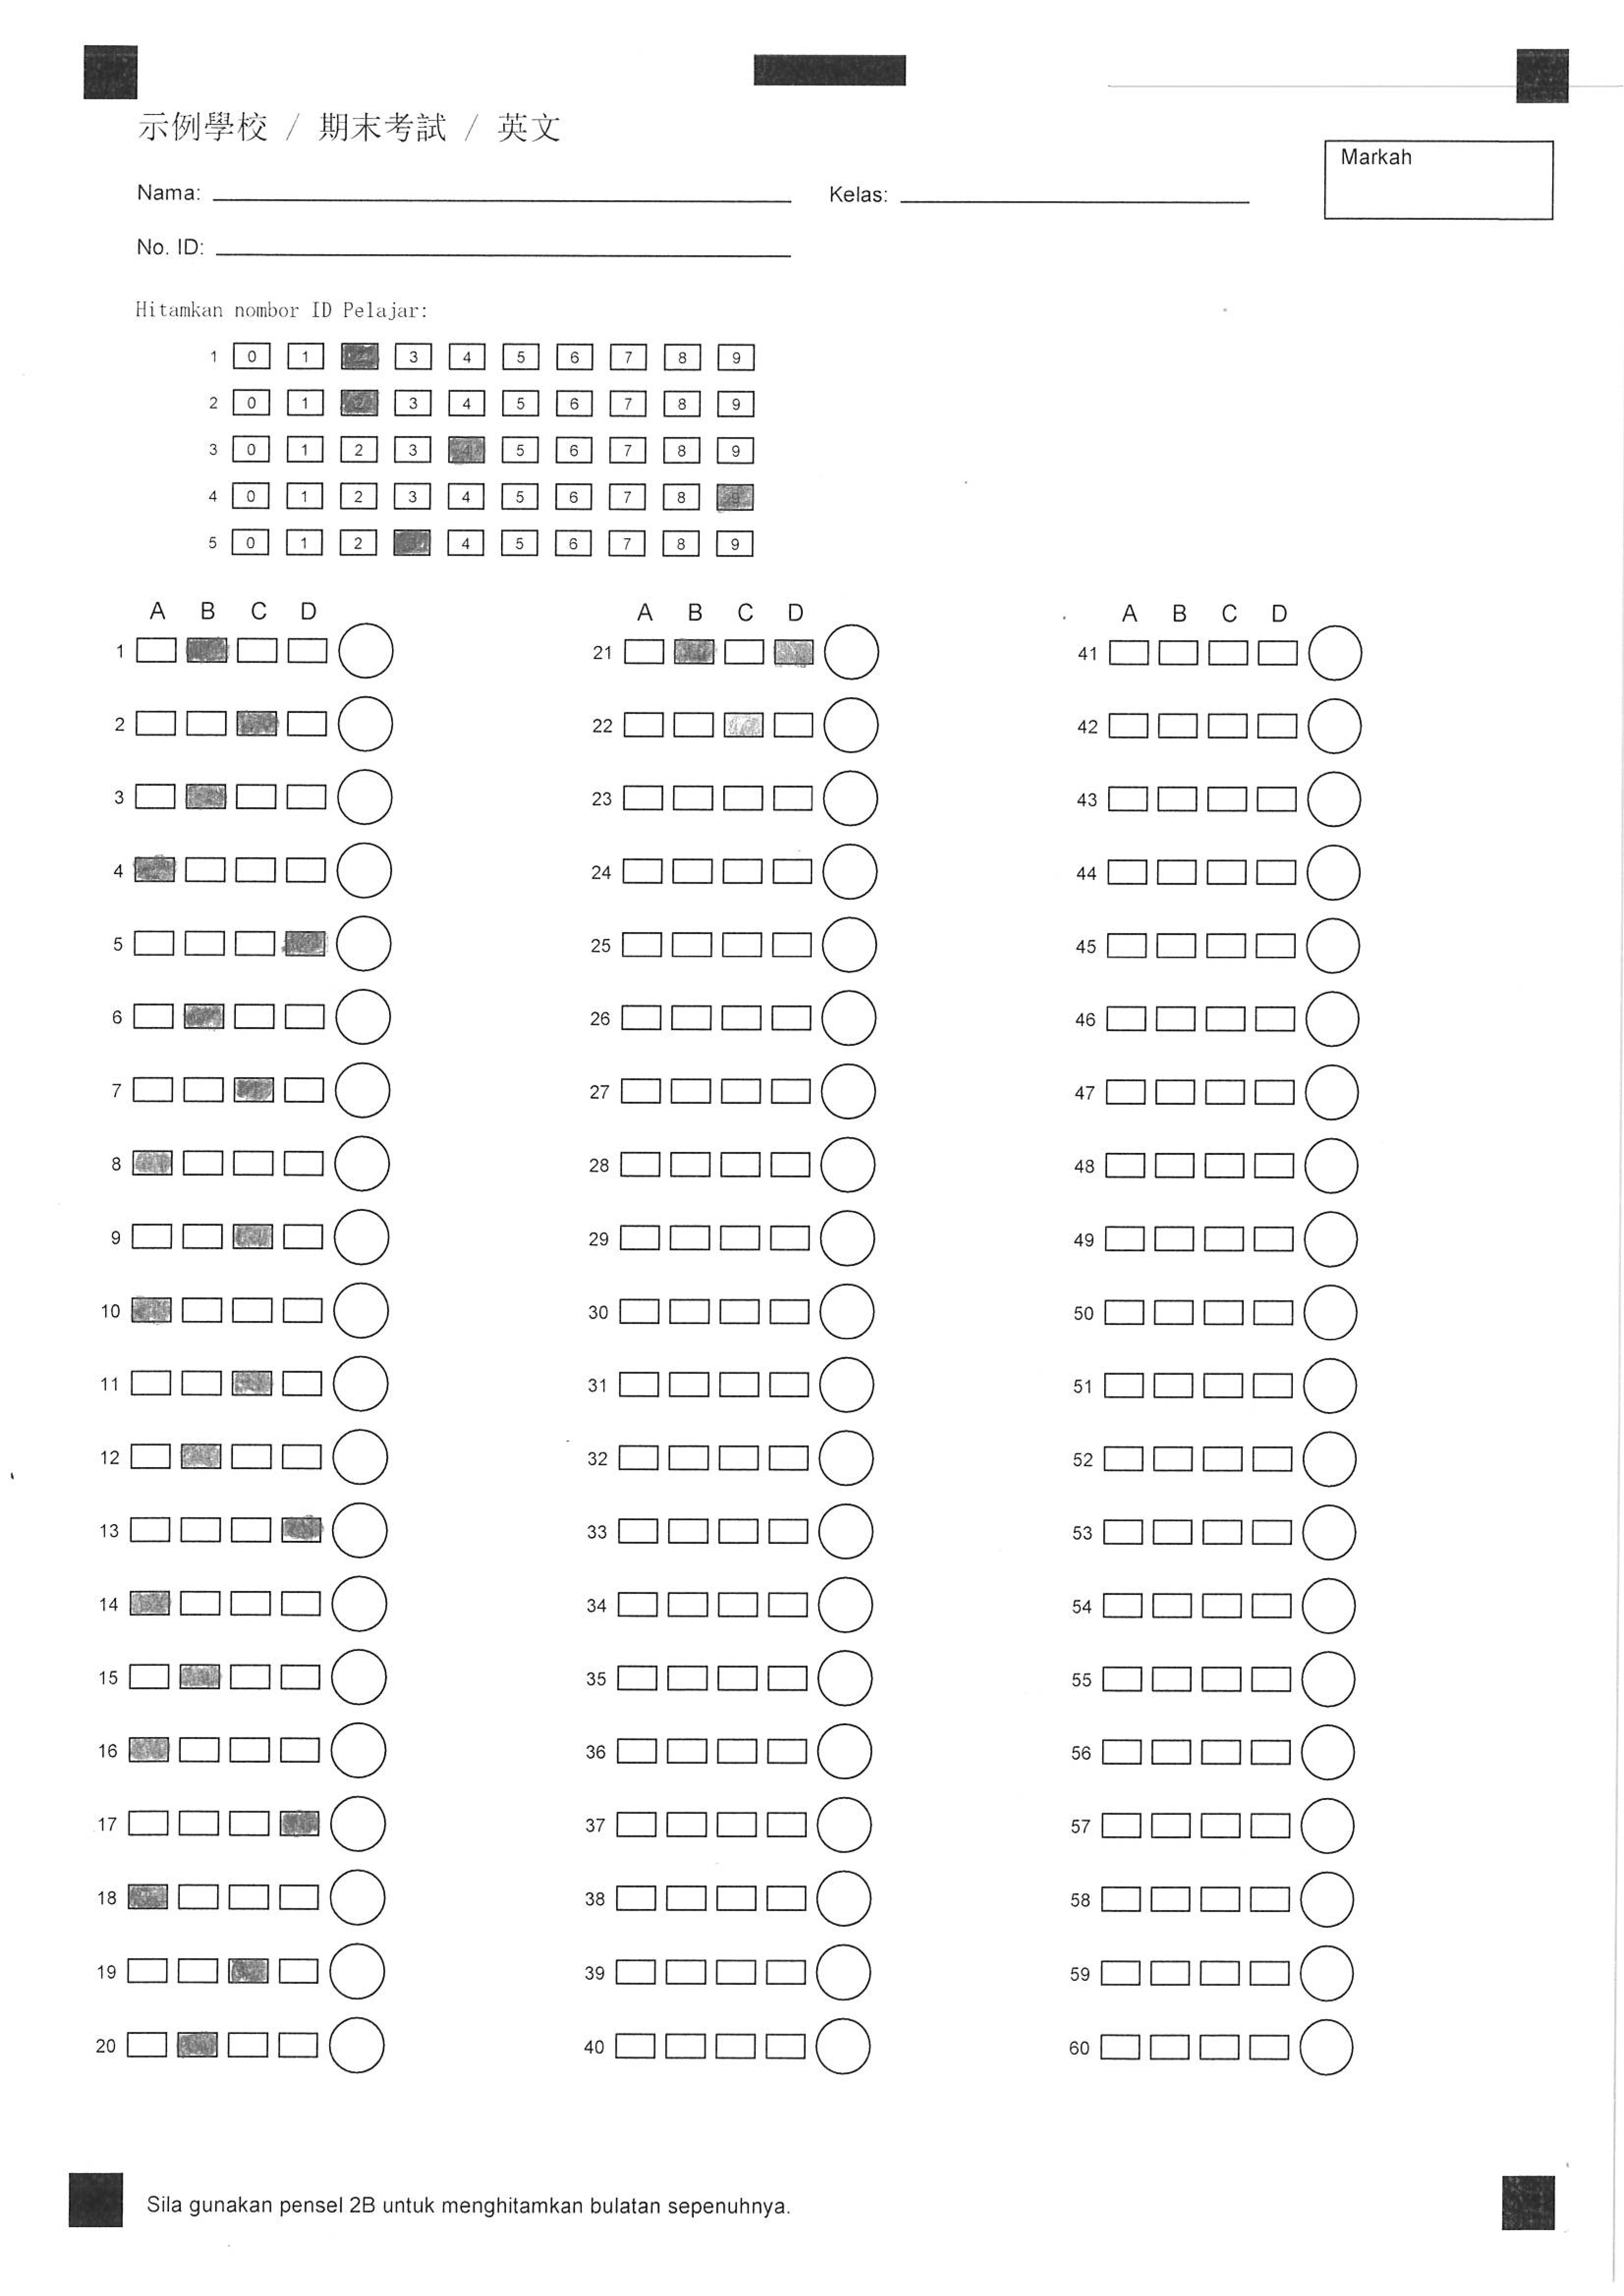 示例學校 / 期末考試 / 英文
Markah
Nama:
Kelas:
No. ID:
Hitamkan nombor ID Pelajar:
1 0 1 3 4 5 6 7 8 9
2 0 1 2 3 4 5 6 7 8 9
3 0 1 2 3 4 5 6 7 8 9
4 0 1 2 3 4 5 6 7 8 9
5 0 1 2 4 5 6 7 8 9
A B C D A B C D A B C D
1 21 41
2 22 42
3 23 43
4 24 44
5 25 45
6 26 46
7 27 47
8 28 48
9 29 49
10 30 50
11 31 51
12 32 52
13 33 53
14 34 54
15 35 55
16 36 56
17 37 57
18 38 58
19 39 59
20 40 60
Sila gunakan pensel 2B untuk menghitamkan bulatan sepenuhnya.